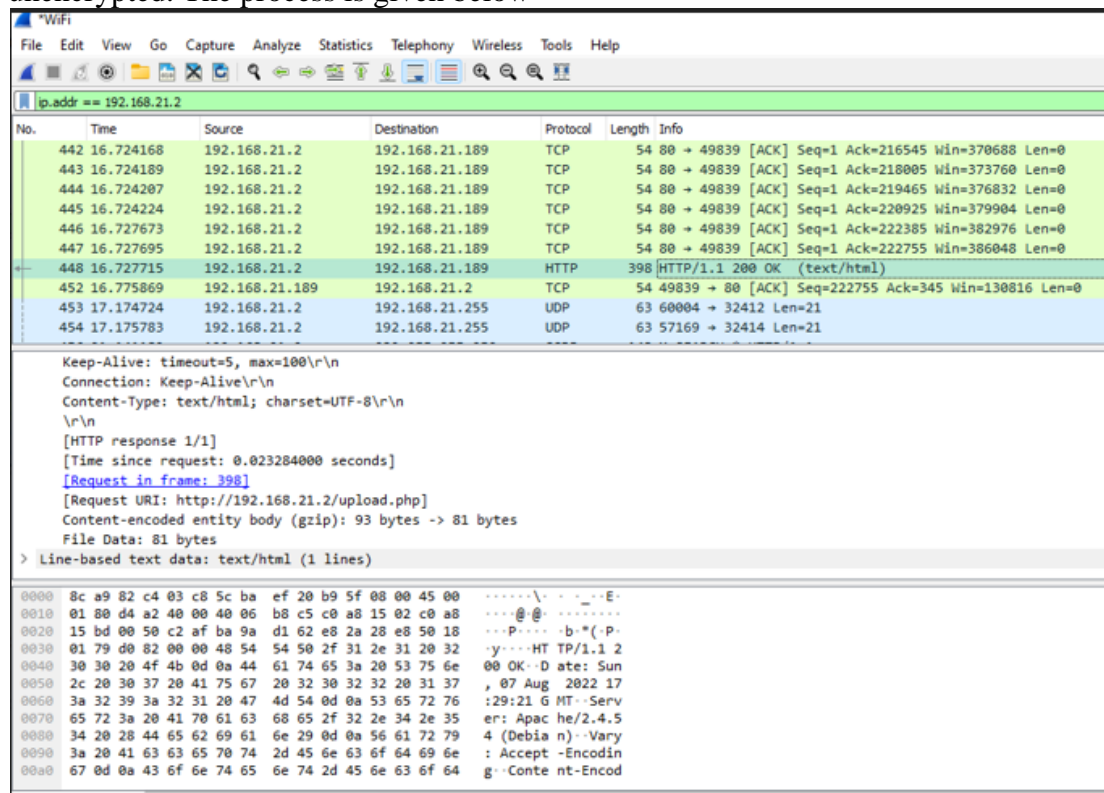 unencrypted. The process is given below
*WiFi
File Edit View Go Capture Analyze Statistics Telephony Wireless Tools Help
ip.addr == 192.168.21.2
No. Time Source Destination Protocol Length Info
442 16.724168 192.168.21.2 192.168.21.189 TCP 54 80 → 49839 [ACK] Seq=1 Ack=216545 Win=370688 Len=0
443 16.724189 192.168.21.2 192.168.21.189 TCP 54 80 → 49839 [ACK] Seq=1 Ack=218005 Win=373760 Len=0
444 16.724207 192.168.21.2 192.168.21.189 TCP 54 80 → 49839 [ACK] Seq=1 Ack=219465 Win=376832 Len=0
445 16.724224 192.168.21.2 192.168.21.189 TCP 54 80 → 49839 [ACK] Seq=1 Ack=220925 Win=379904 Len=0
446 16.727673 192.168.21.2 192.168.21.189 TCP 54 80 → 49839 [ACK] Seq=1 Ack=222385 Win=382976 Len=0
447 16.727695 192.168.21.2 192.168.21.189 TCP 54 80 → 49839 [ACK] Seq=1 Ack=222755 Win=386048 Len=0
448 16.727715 192.168.21.2 192.168.21.189 HTTP 398 HTTP/1.1 200 OK (text/html)
452 16.775869 192.168.21.189 192.168.21.2 TCP 54 49839 → 80 [ACK] Seq=222755 Ack=345 Win=130816 Len=0
453 17.174724 192.168.21.2 192.168.21.255 UDP 63 60004 → 32412 Len=21
454 17.175783 192.168.21.2 192.168.21.255 UDP 63 57169 → 32414 Len=21
Keep-Alive: timeout=5, max=100\r\n
Connection: Keep-Alive\r\n
Content-Type: text/html; charset=UTF-8\r\n
\r\n
[HTTP response 1/1]
[Time since request: 0.023284000 seconds]
[Request in frame: 398]
[Request URI: http://192.168.21.2/upload.php]
Content-encoded entity body (gzip): 93 bytes -> 81 bytes
File Data: 81 bytes
> Line-based text data: text/html (1 lines)
0000 8c a9 82 c4 03 c8 5c ba ef 20 b9 5f 08 00 45 00 ······\· · ·_··E·
0010 01 80 d4 a2 40 00 40 06 b8 c5 c0 a8 15 02 c0 a8 ····@·@· ········
0020 15 bd 00 50 c2 af ba 9a d1 62 e8 2a 28 e8 50 18 ···P···· ·b·*(·P·
0030 01 79 d0 82 00 00 48 54 54 50 2f 31 2e 31 20 32 ·y····HT TP/1.1 2
0040 30 30 20 4f 4b 0d 0a 44 61 74 65 3a 20 53 75 6e 00 OK··D ate: Sun
0050 2c 20 30 37 20 41 75 67 20 32 30 32 32 20 31 37 , 07 Aug 2022 17
0060 3a 32 39 3a 32 31 20 47 4d 54 0d 0a 53 65 72 76 :29:21 G MT··Serv
0070 65 72 3a 20 41 70 61 63 68 65 2f 32 2e 34 2e 35 er: Apac he/2.4.5
0080 34 20 28 44 65 62 69 61 6e 29 0d 0a 56 61 72 79 4 (Debia n)··Vary
0090 3a 20 41 63 63 65 70 74 2d 45 6e 63 6f 64 69 6e : Accept -Encodin
00a0 67 0d 0a 43 6f 6e 74 65 6e 74 2d 45 6e 63 6f 64 g··Conte nt-Encod